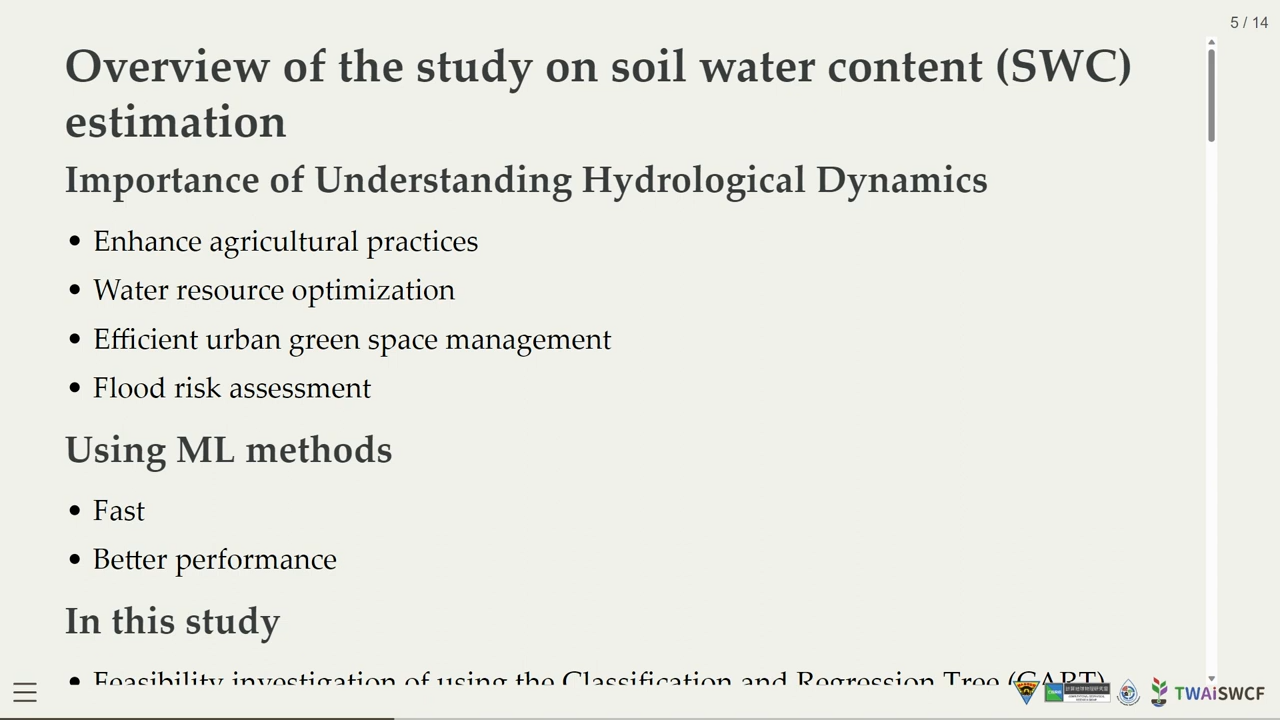 5 / 14
Overview of the study on soil water content (SWC)
estimation
Importance of Understanding Hydrological Dynamics
• Enhance agricultural practices
• Water resource optimization
• Efficient urban green space management
• Flood risk assessment
Using ML methods
• Fast
• Better performance
In this study
• Feasibility investigation of using the Classification and Regression Tree (CART)
TWAiSWCF